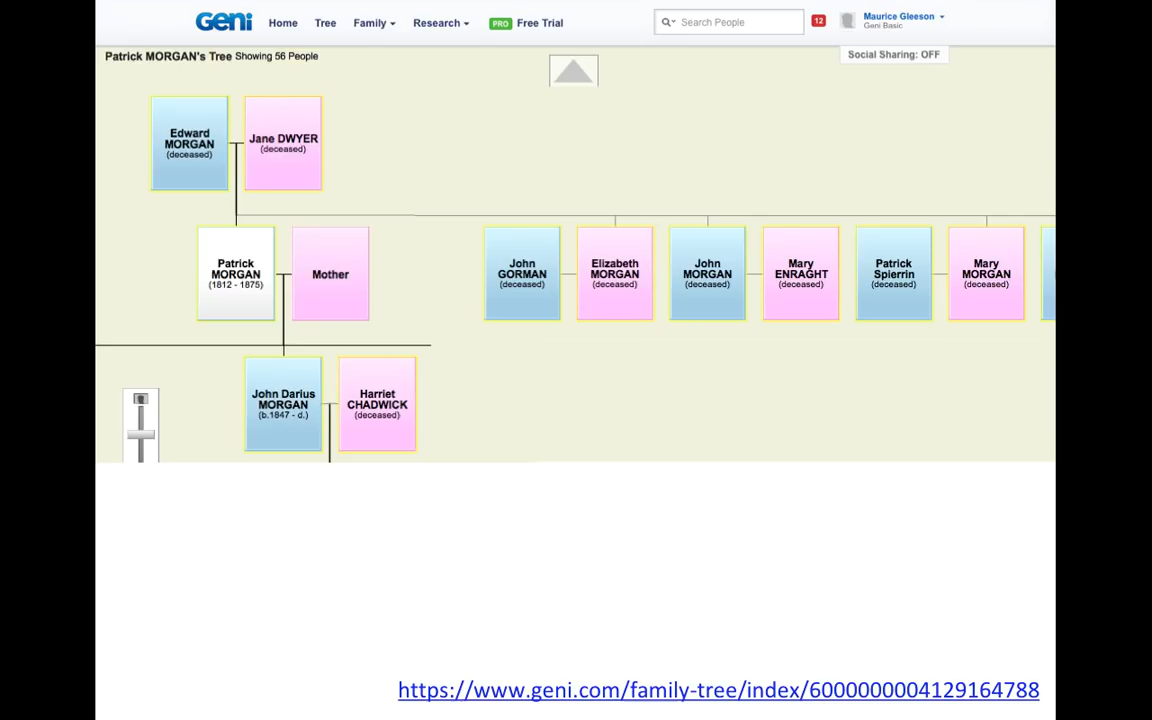 Geni Home Tree Family Research PRO Free Trial Search People 12 Maurice Gleeson
Geni Basic
Patrick MORGAN's Tree Showing 56 People
Social Sharing: OFF
Edward
MORGAN
(deceased)
Jane DWYER
(deceased)
Patrick
MORGAN
(1812 - 1875)
Mother
John
GORMAN
(deceased)
Elizabeth
MORGAN
(deceased)
John
MORGAN
(deceased)
Mary
ENRAGHT
(deceased)
Patrick
Spierrin
(deceased)
Mary
MORGAN
(deceased)
John Darius
MORGAN
(b.1847 - d.)
Harriet
CHADWICK
(deceased)
https://www.geni.com/family-tree/index/6000000004129164788